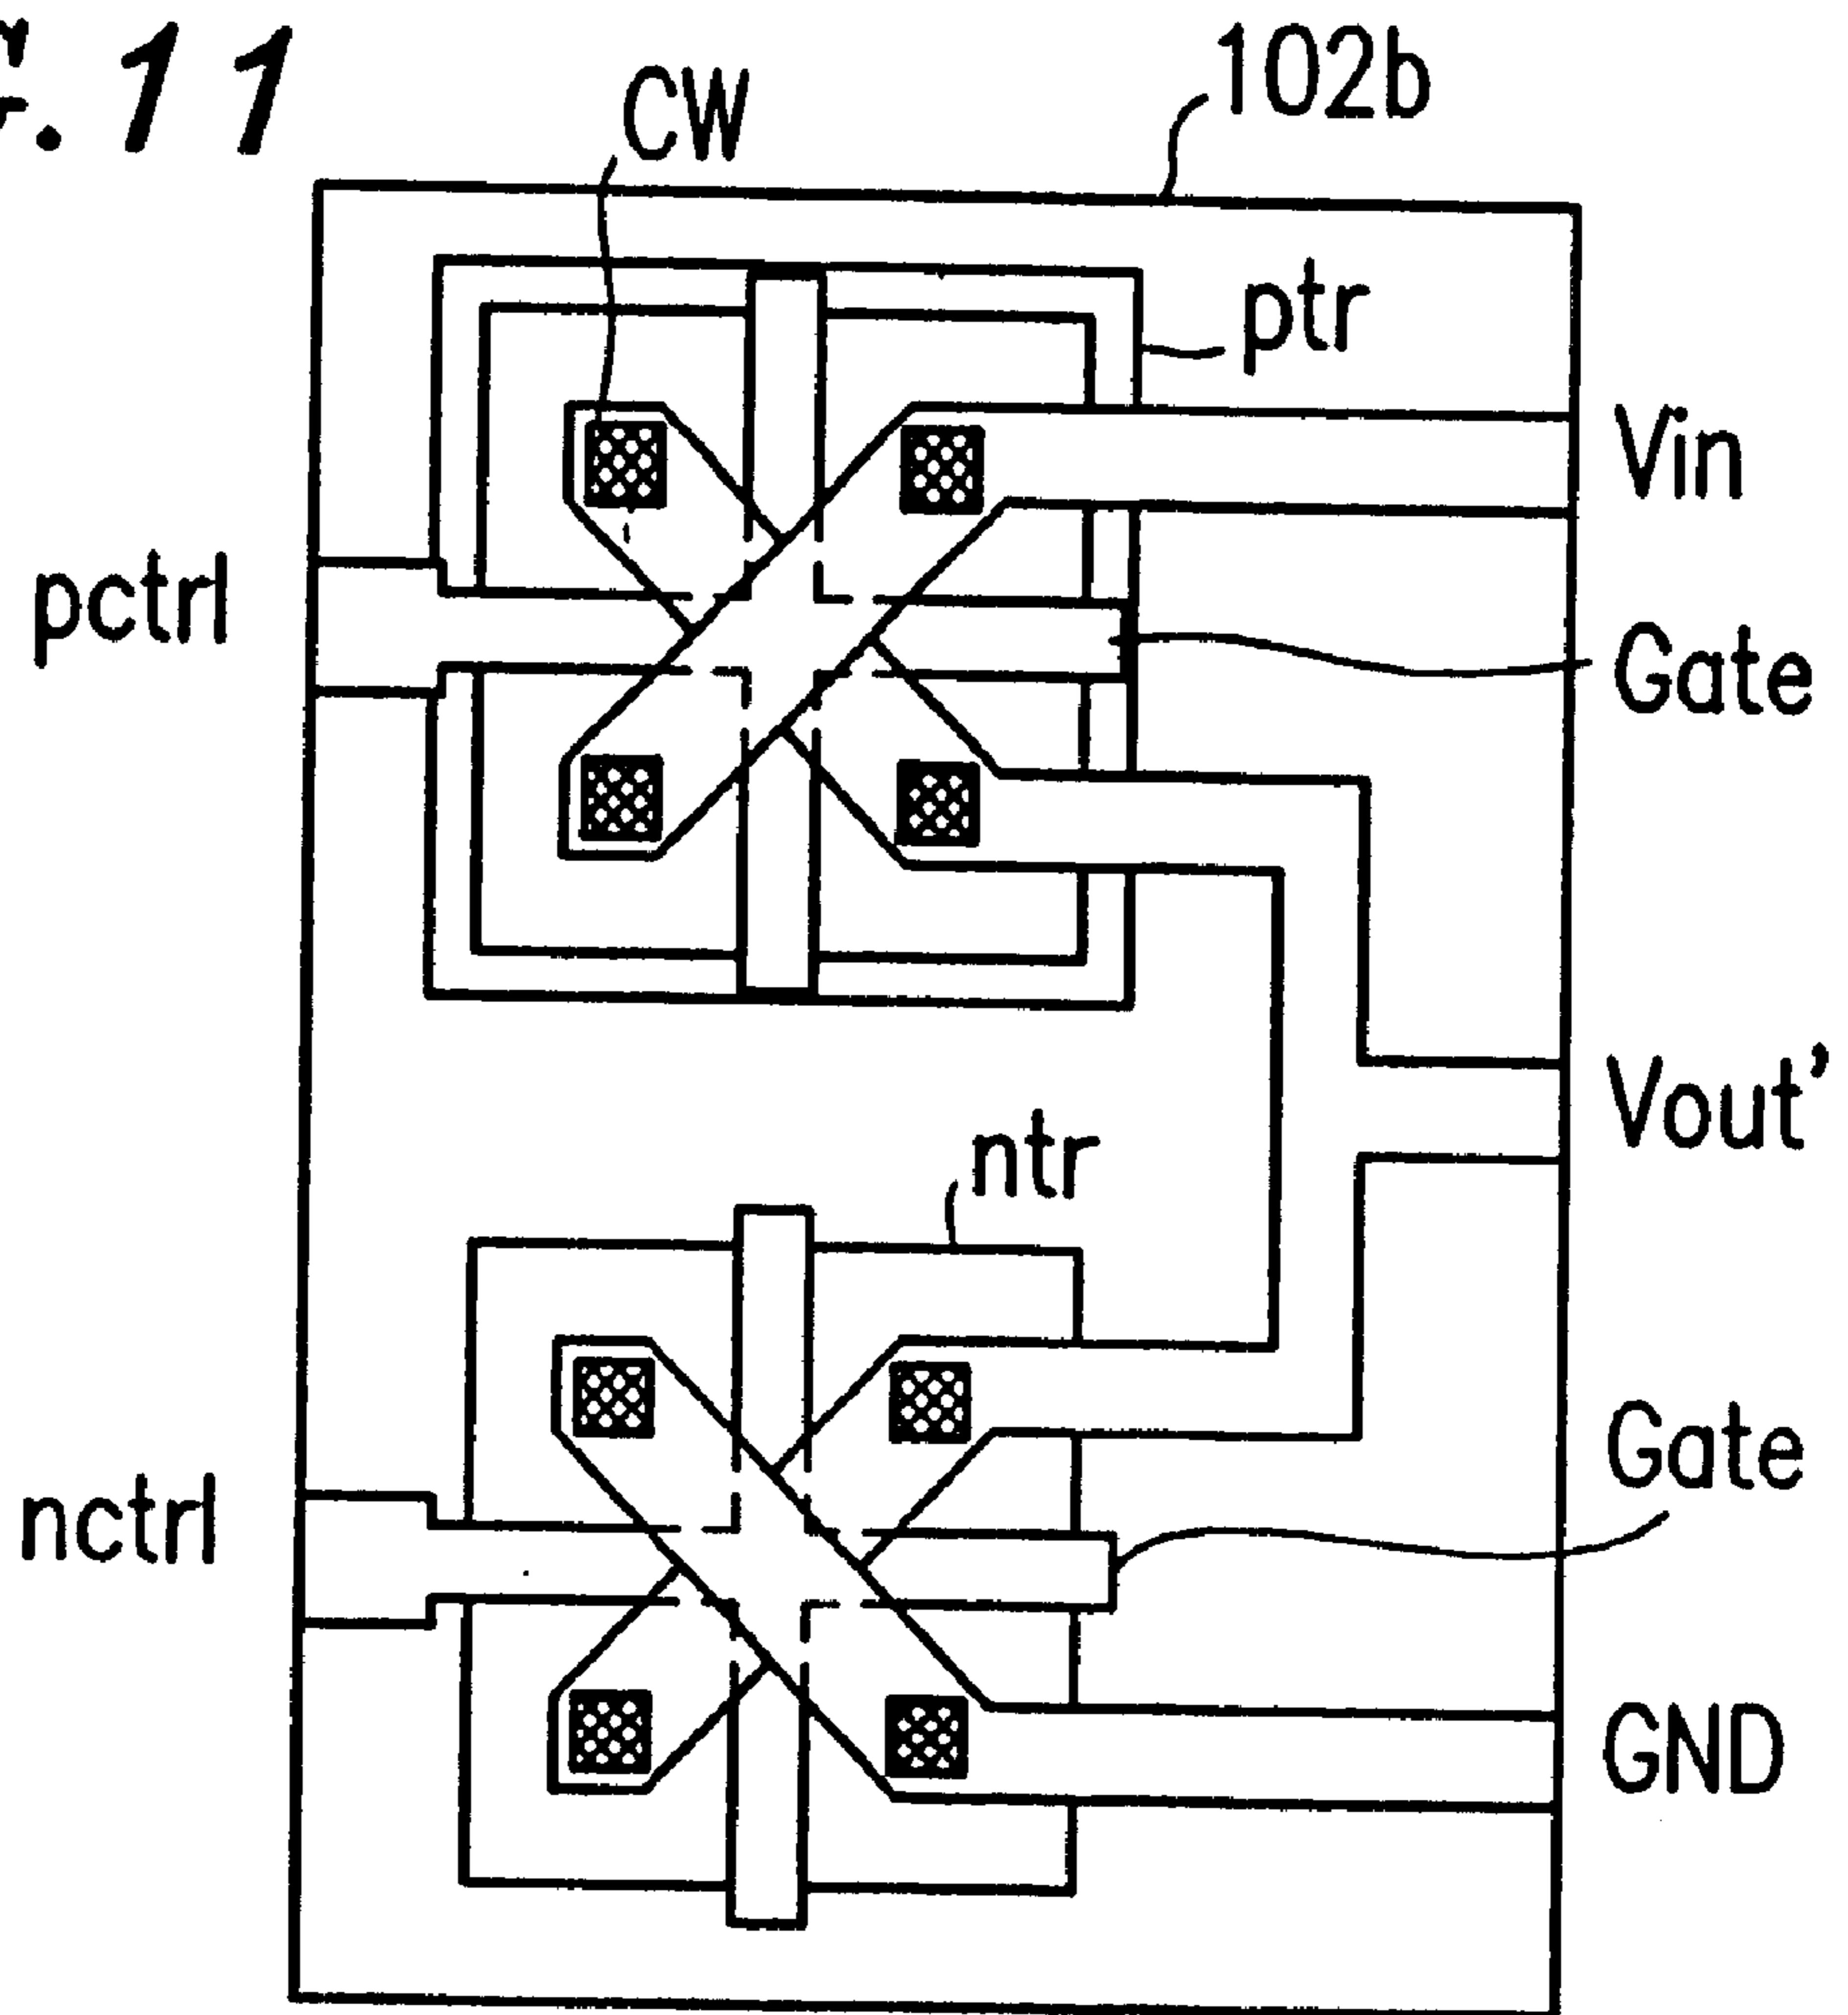 .11
CW
102b
ptr
Vin
pctrl
Gate
Vout'
ntr
Gate
nctrl
GND